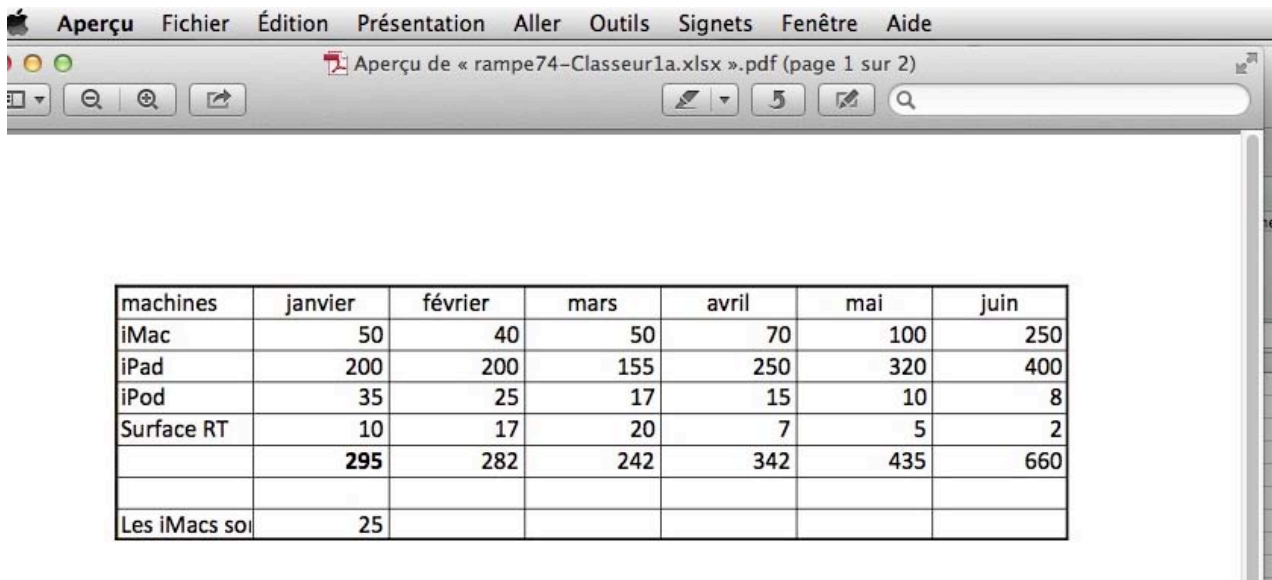 Aperçu Fichier Édition Présentation Aller Outils Signets Fenêtre Aide
Aperçu de « rampe74-Classeur1a.xlsx ».pdf (page 1 sur 2)
machines janvier février mars avril mai juin
iMac 50 40 50 70 100 250
iPad 200 200 155 250 320 400
iPod 35 25 17 15 10 8
Surface RT 10 17 20 7 5 2
295 282 242 342 435 660
Les iMacs 25